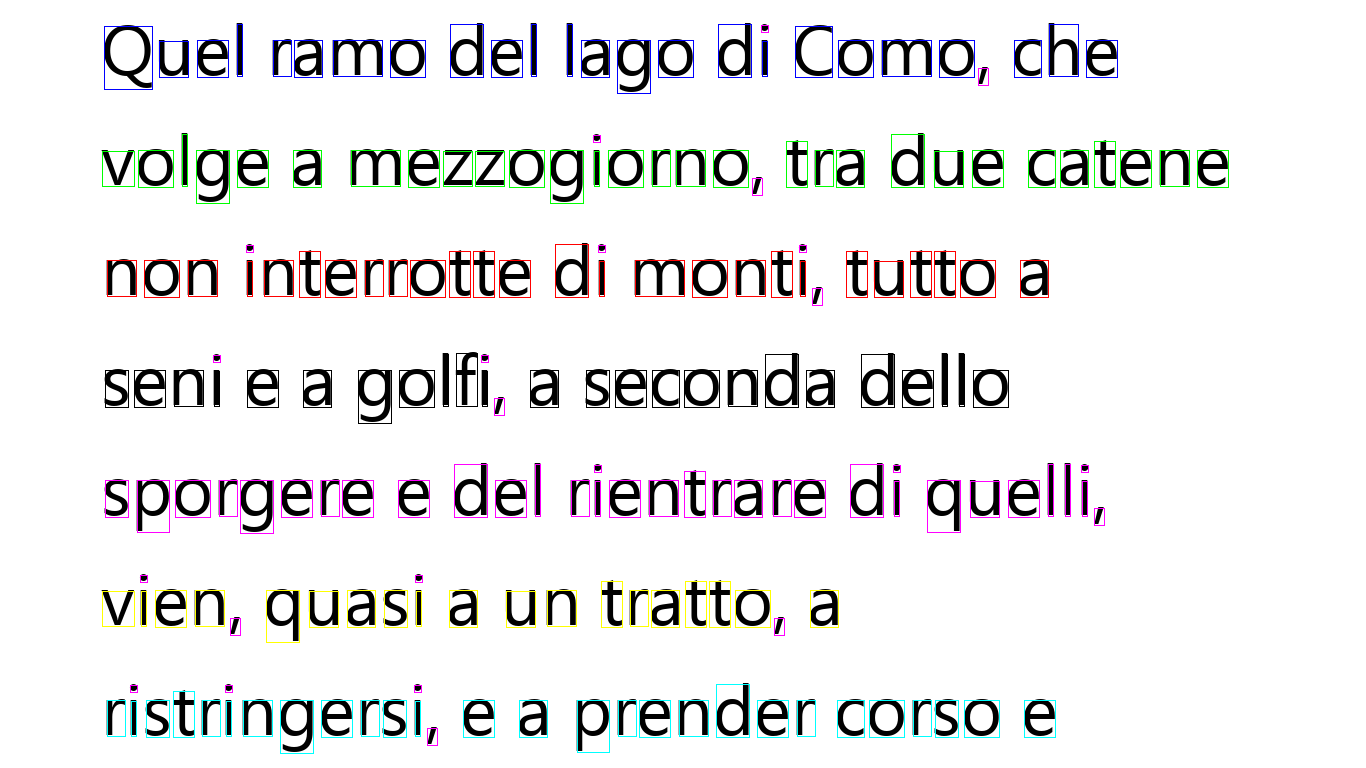 Quel ramo del lago di Como, che
volge a mezzogiorno, tra due catene
non interrotte di monti, tutto a
seni e a golfi, a seconda dello
sporgere e del rientrare di quelli,
vien, quasi a un tratto, a
ristringersi, e a prender corso e